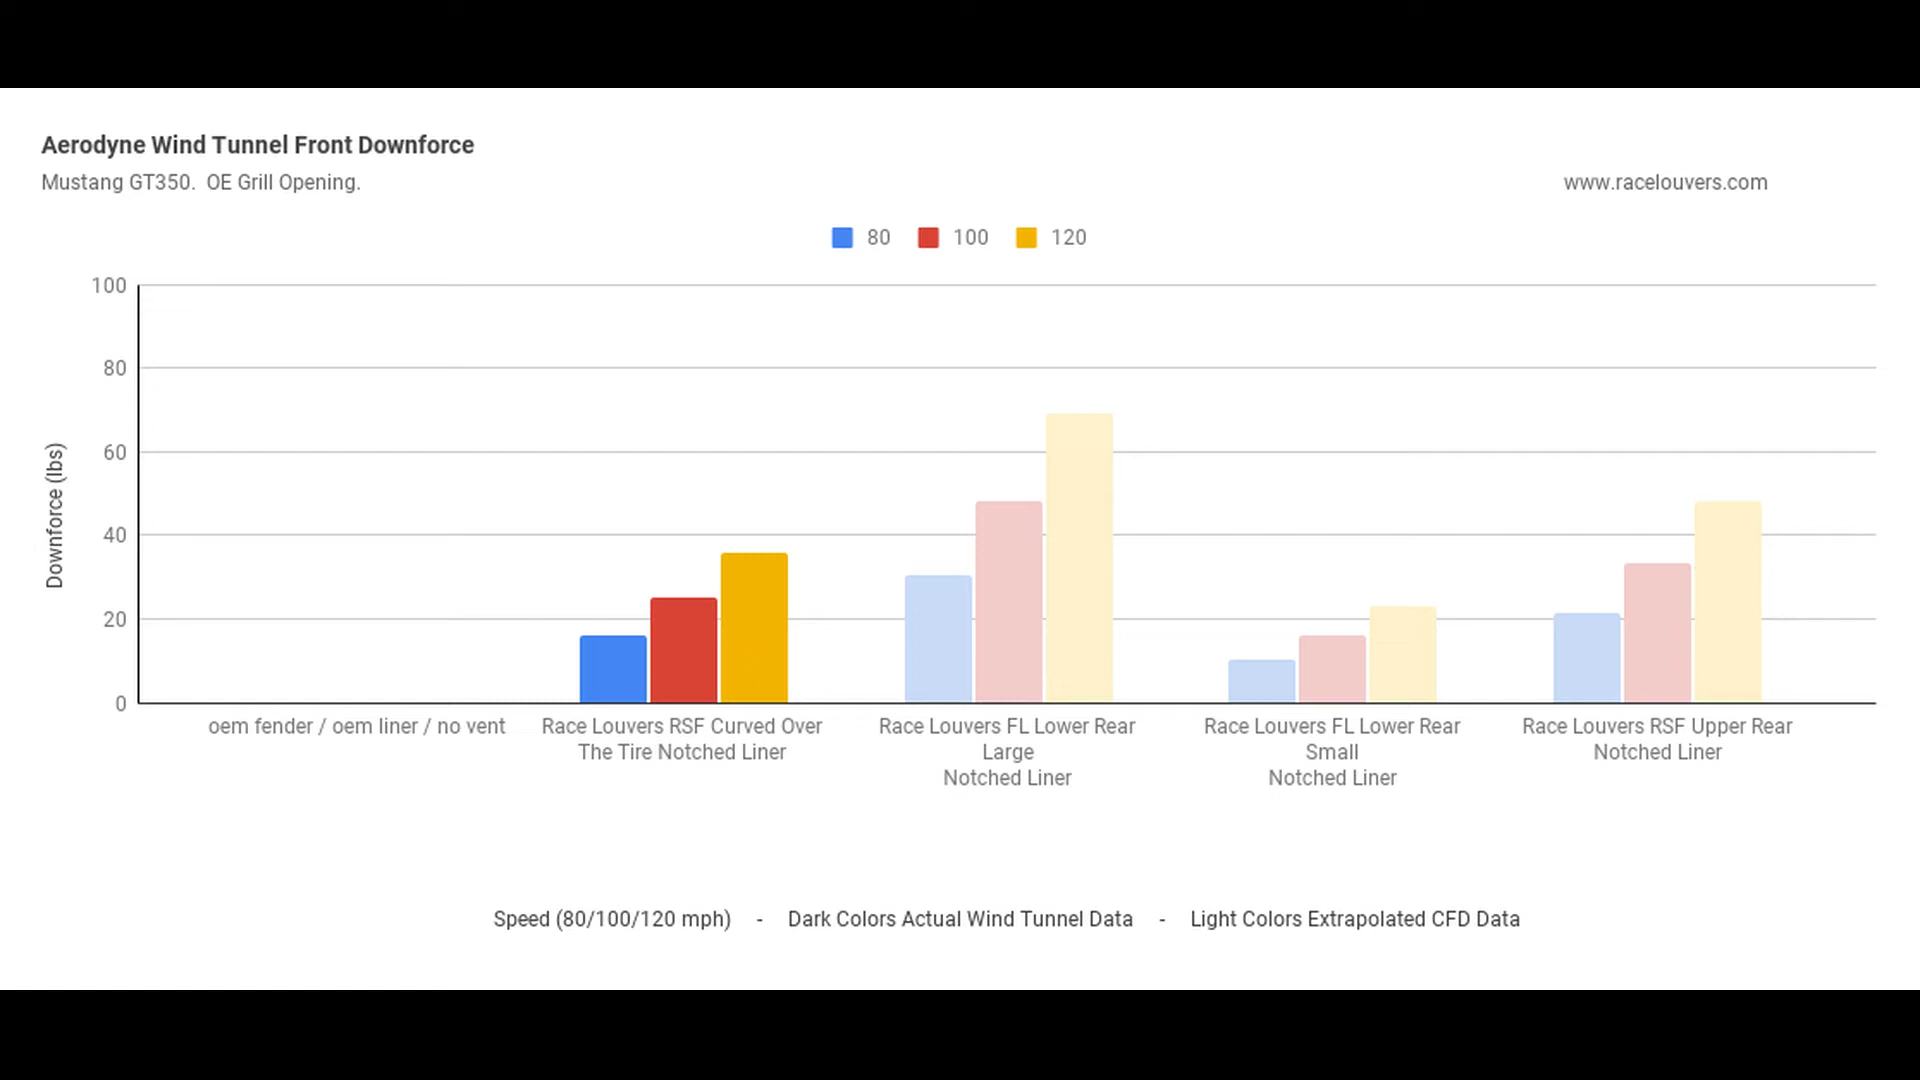 Aerodyne Wind Tunnel Front Downforce
Mustang GT350.  OE Grill Opening.
www.racelouvers.com
80
100
120
Downforce (lbs)
100
80
60
40
20
0
oem fender / oem liner / no vent
Race Louvers RSF Curved Over
The Tire Notched Liner
Race Louvers FL Lower Rear
Large
Notched Liner
Race Louvers FL Lower Rear
Small
Notched Liner
Race Louvers RSF Upper Rear
Notched Liner
Speed (80/100/120 mph)    -    Dark Colors Actual Wind Tunnel Data    -    Light Colors Extrapolated CFD Data